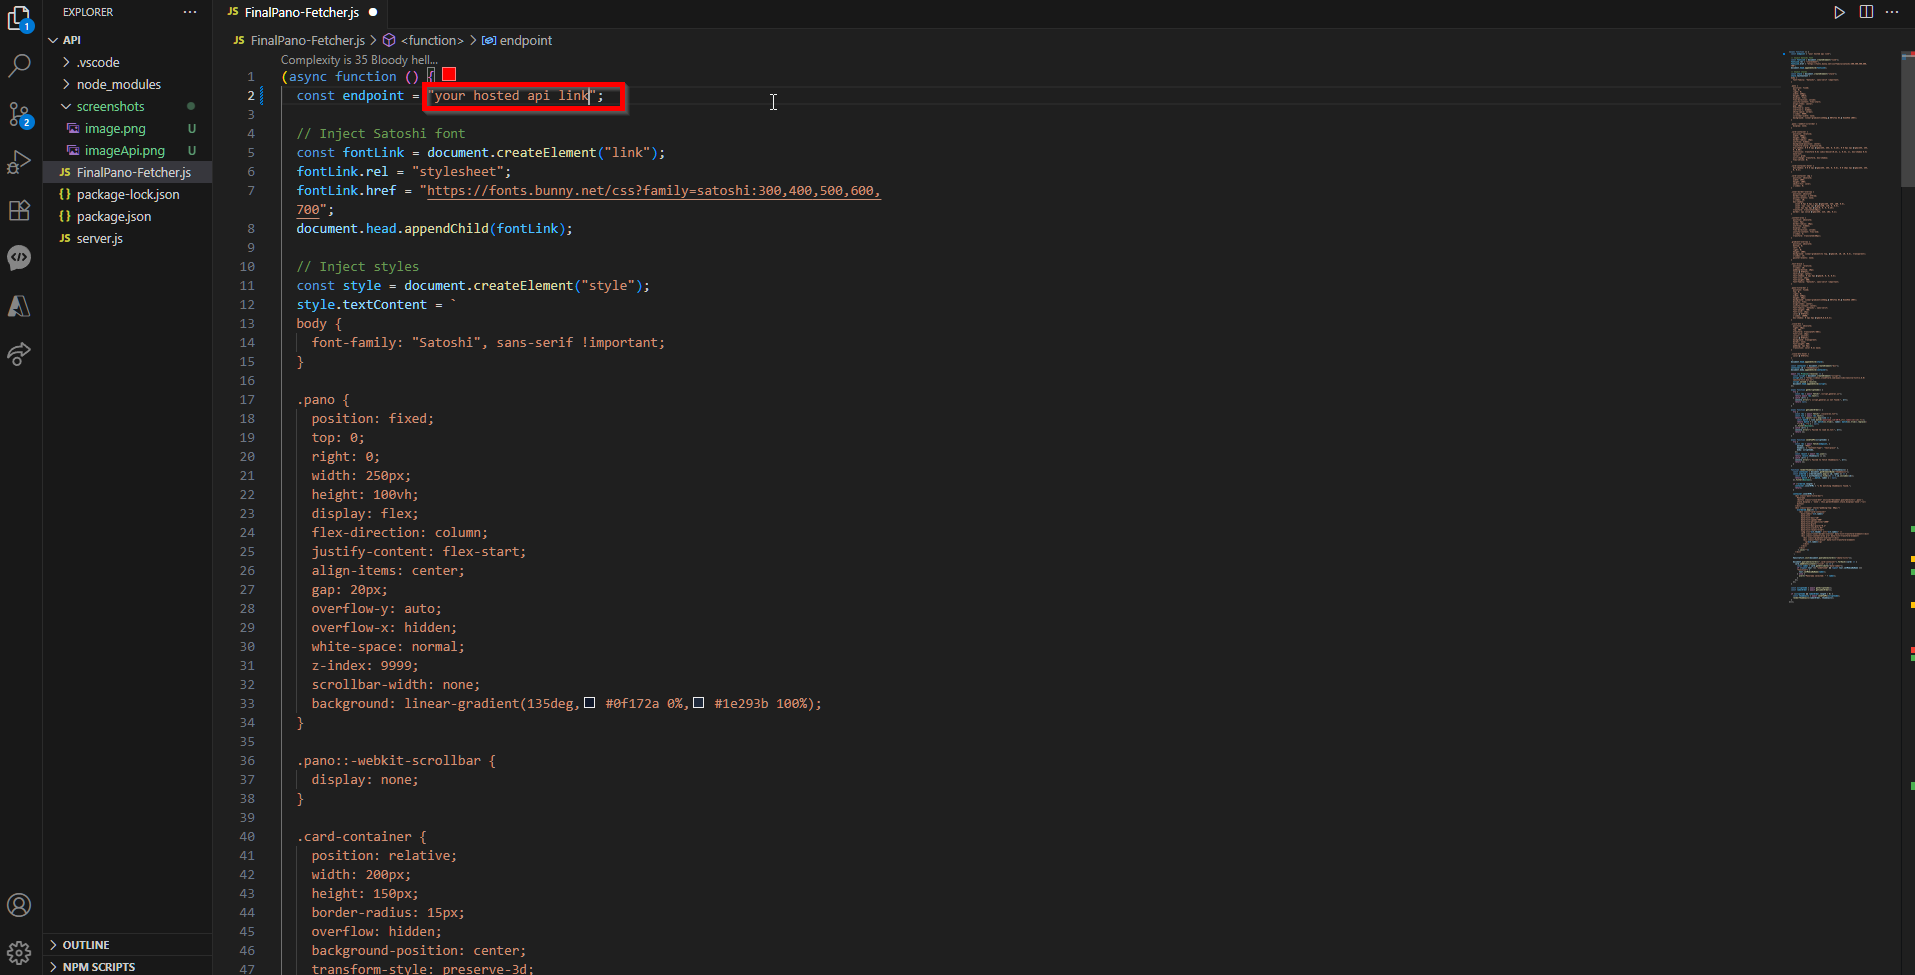 EXPLORER
API
.vscode
node_modules
screenshots
image.png U
imageApi.png U
JS FinalPano-Fetcher.js
{} package-lock.json
{} package.json
JS server.js
OUTLINE
NPM SCRIPTS
1
2
JS FinalPano-Fetcher.js
JS FinalPano-Fetcher.js > <function> > endpoint
Complexity is 35 Bloody hell...
1 (async function () {
2 const endpoint = "your hosted api link";
3
4 // Inject Satoshi font
5 const fontLink = document.createElement("link");
6 fontLink.rel = "stylesheet";
7 fontLink.href = "https://fonts.bunny.net/css?family=satoshi:300,400,500,600,
700";
8 document.head.appendChild(fontLink);
9
10 // Inject styles
11 const style = document.createElement("style");
12 style.textContent = `
13 body {
14 font-family: "Satoshi", sans-serif !important;
15 }
16
17 .pano {
18 position: fixed;
19 top: 0;
20 right: 0;
21 width: 250px;
22 height: 100vh;
23 display: flex;
24 flex-direction: column;
25 justify-content: flex-start;
26 align-items: center;
27 gap: 20px;
28 overflow-y: auto;
29 overflow-x: hidden;
30 white-space: normal;
31 z-index: 9999;
32 scrollbar-width: none;
33 background: linear-gradient(135deg, #0f172a 0%, #1e293b 100%);
34 }
35
36 .pano::-webkit-scrollbar {
37 display: none;
38 }
39
40 .card-container {
41 position: relative;
42 width: 200px;
43 height: 150px;
44 border-radius: 15px;
45 overflow: hidden;
46 background-position: center;
47 transform-style: preserve-3d;